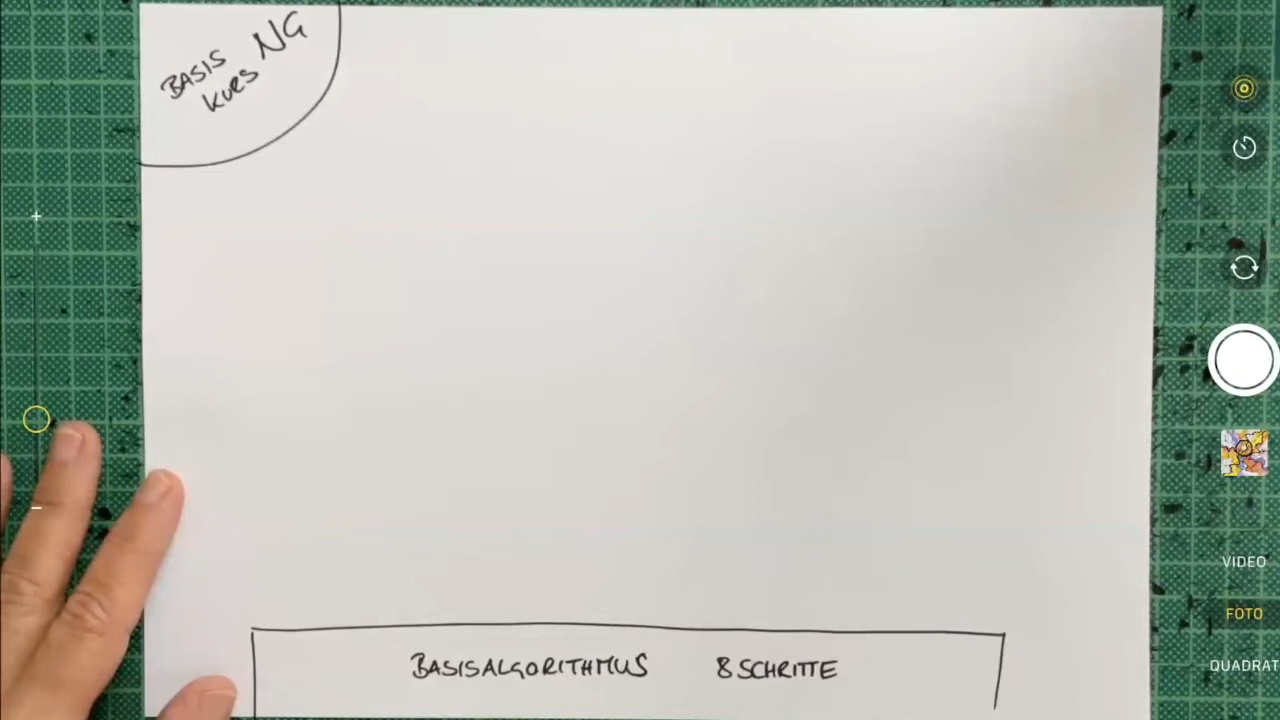 BASIS NG
KURS
BASISALGORITHMUS 8 SCHRITTE
VIDEO
FOTO
QUADRAT